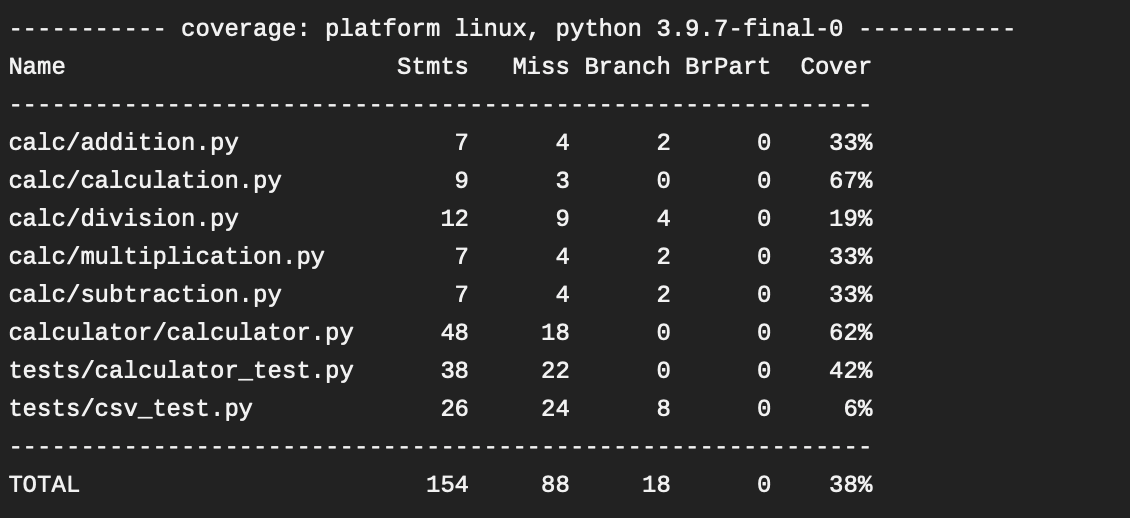 ----------- coverage: platform linux, python 3.9.7-final-0 -----------
Name                       Stmts   Miss Branch BrPart  Cover
------------------------------------------------------------
calc/addition.py               7      4      2      0    33%
calc/calculation.py            9      3      0      0    67%
calc/division.py              12      9      4      0    19%
calc/multiplication.py         7      4      2      0    33%
calc/subtraction.py            7      4      2      0    33%
calculator/calculator.py      48     18      0      0    62%
tests/calculator_test.py      38     22      0      0    42%
tests/csv_test.py             26     24      8      0     6%
------------------------------------------------------------
TOTAL                        154     88     18      0    38%